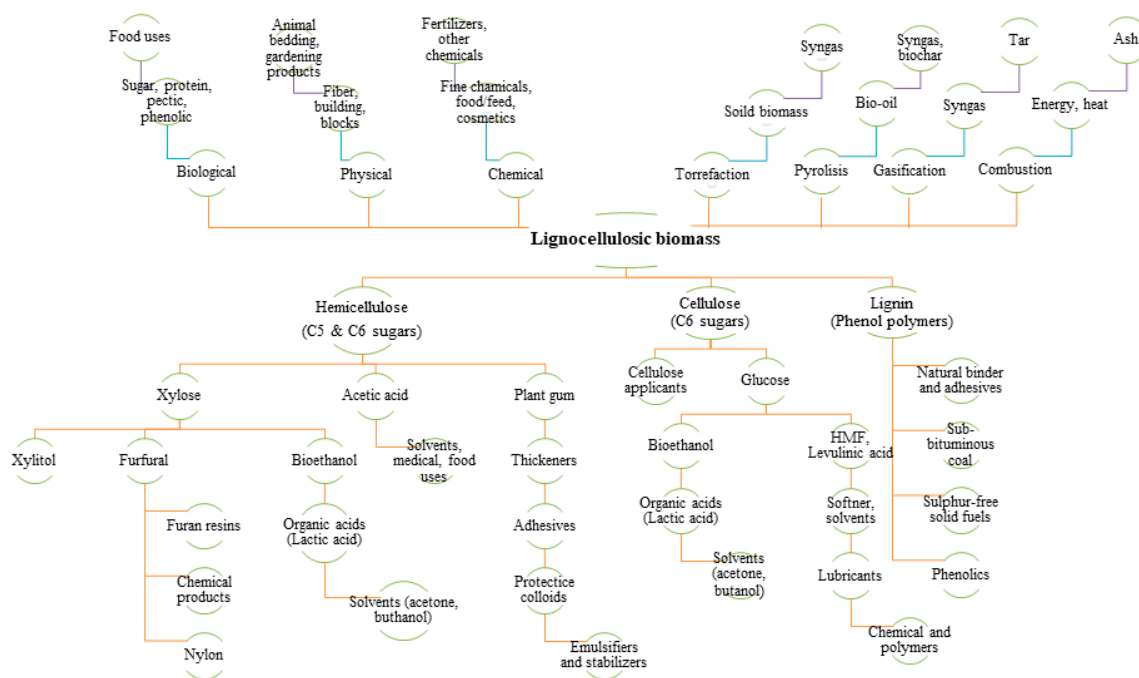 Food uses
Animal
bedding,
gardening
products
Fertilizers,
other
chemicals
Syngas
Syngas,
biochar
Tar
Ash
Sugar, protein,
pectic,
phenolic
Fiber,
building,
blocks
Fine chamicals,
food/feed,
cosmetics
Soild biomass
Bio-oil
Syngas
Energy, heat
Biological
Physical
Chemical
Torrefaction
Pyrolisis
Gasification
Combustion
Lignocellulosic biomass
Hemicellulose
(C5 & C6 sugars)
Cellulose
(C6 sugars)
Lignin
(Phenol polymers)
Xylose
Acetic acid
Plant gum
Cellulose
applicants
Glucose
Natural binder
and adhesives
Xylitol
Furfural
Bioethanol
Solvents,
medical, food
uses
Thickeners
Bioethanol
HMF,
Levulinic acid
Sub-
bituminous
coal
Furan resins
Organic acids
(Lactic acid)
Adhesives
Organic acids
(Lactic acid)
Softner,
solvents
Sulphur-free
solid fuels
Chemical
products
Solvents (acetone,
buthanol)
Protectice
colloids
Solvents
(acetone,
butanol)
Lubricants
Phenolics
Nylon
Emulsifiers
and stabilizers
Chemical and
polymers